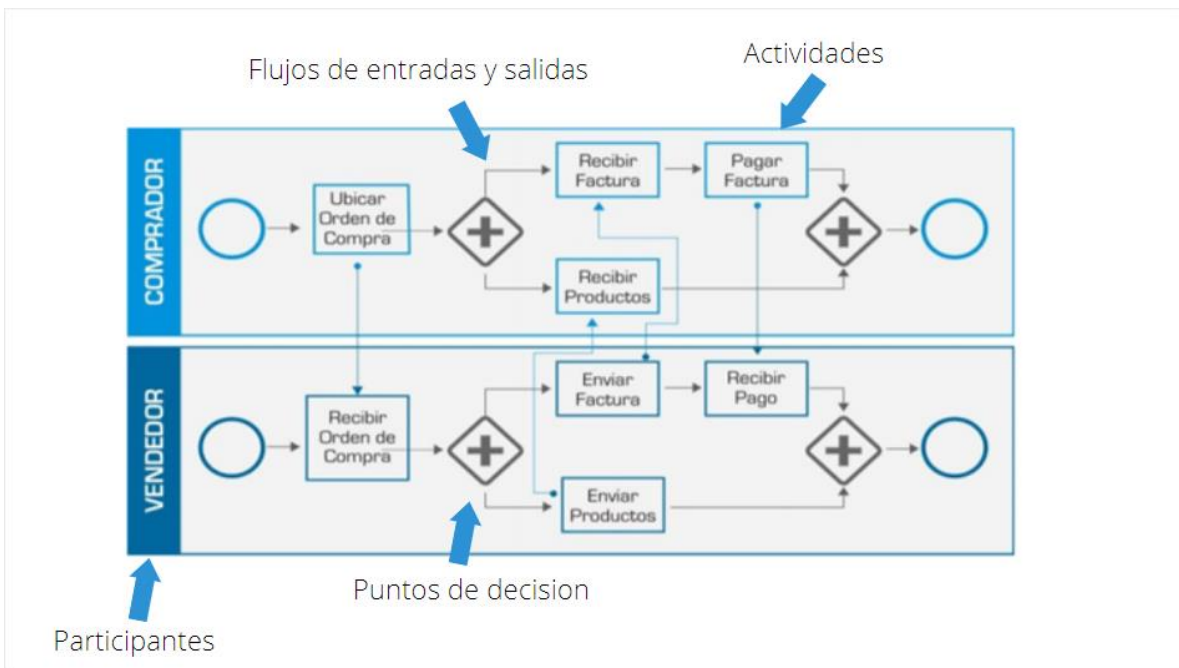 Flujos de entradas y salidas
Actividades
COMPRADOR
Ubicar
Orden de
Compra
Recibir
Factura
Pagar
Factura
Recibir
Productos
VENDEDOR
Recibir
Orden de
Compra
Enviar
Factura
Recibir
Pago
Enviar
Productos
Puntos de decision
Participantes